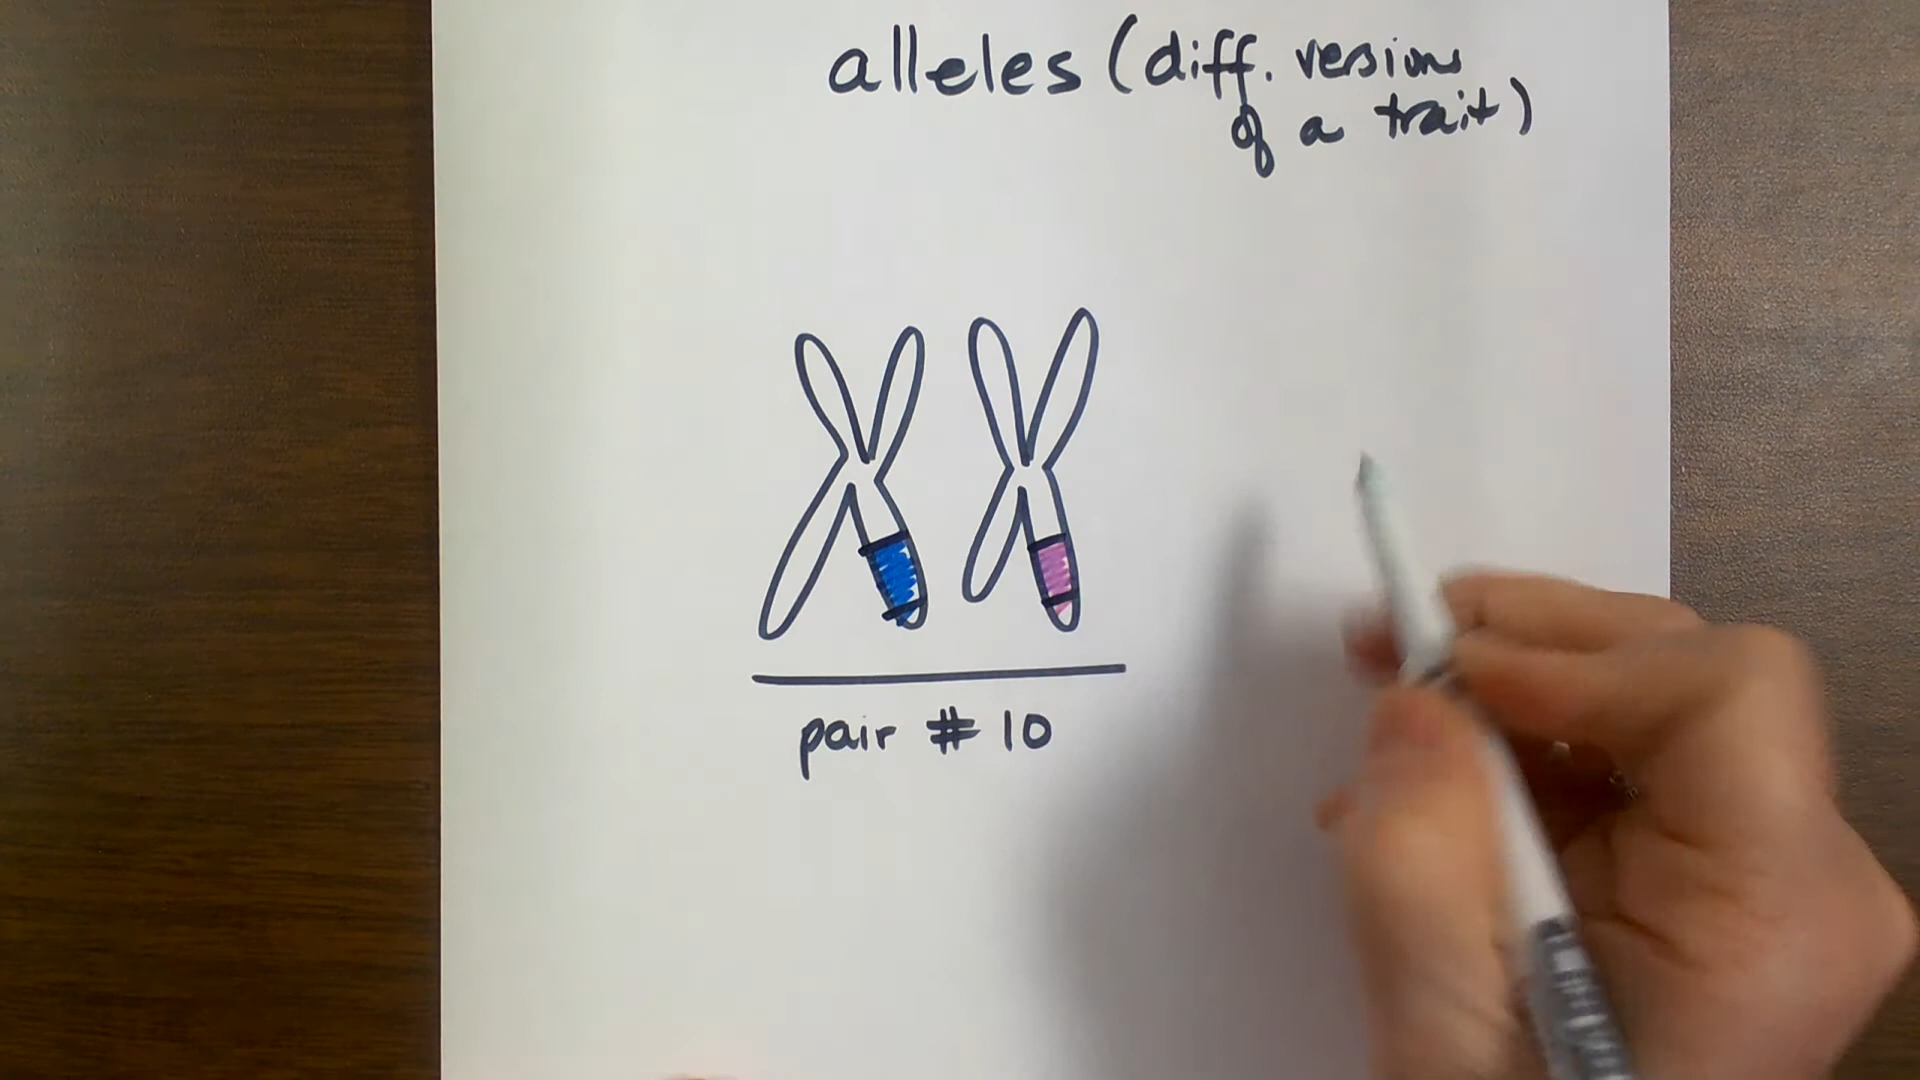 alleles (diff. versions
of a trait)
pair # 10